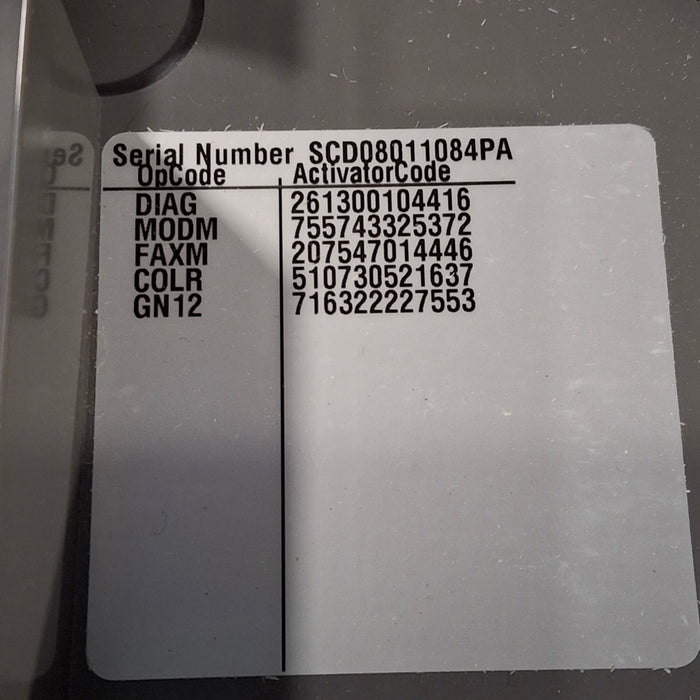 Serial Number SCD08011084PA
OpCode ActivatorCode
DIAG 261300104416
MODM 755743325372
FAXM 207547014446
COLR 510730521637
GN12 716322227553